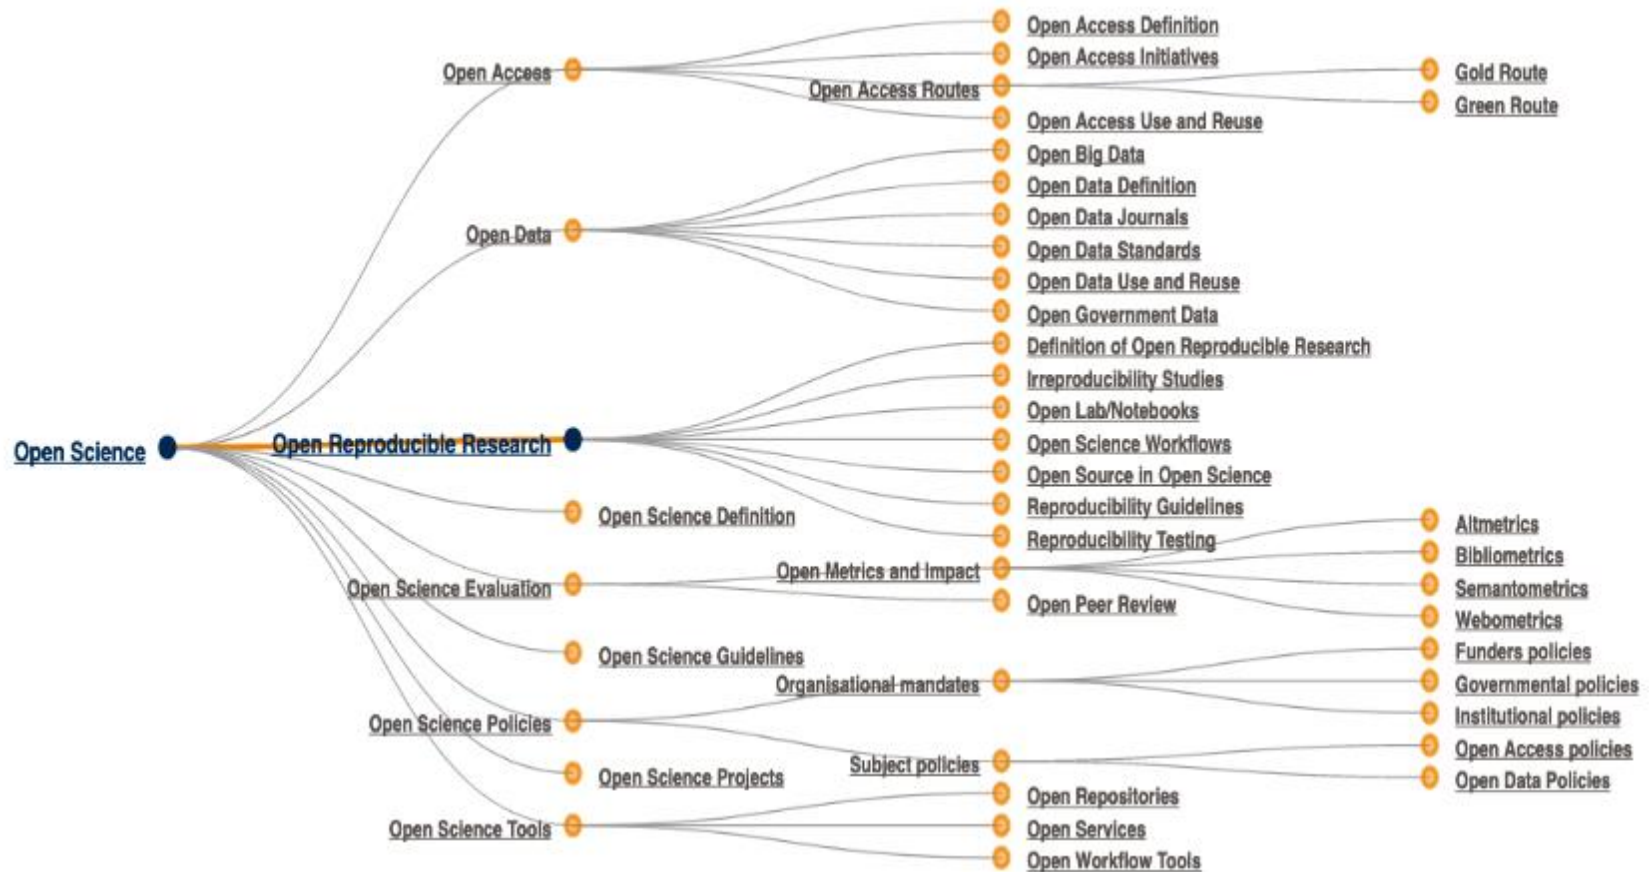 Open Science
Open Access
Open Access Definition
Open Access Initiatives
Open Access Routes
Gold Route
Green Route
Open Access Use and Reuse
Open Data
Open Big Data
Open Data Definition
Open Data Journals
Open Data Standards
Open Data Use and Reuse
Open Government Data
Open Reproducible Research
Definition of Open Reproducible Research
Irreproducibility Studies
Open Lab/Notebooks
Open Science Workflows
Open Source in Open Science
Reproducibility Guidelines
Reproducibility Testing
Open Science Definition
Open Science Evaluation
Open Metrics and Impact
Altmetrics
Bibliometrics
Semantometrics
Webometrics
Open Peer Review
Open Science Guidelines
Open Science Policies
Organisational mandates
Funders policies
Governmental policies
Institutional policies
Subject policies
Open Access policies
Open Data Policies
Open Science Projects
Open Science Tools
Open Repositories
Open Services
Open Workflow Tools